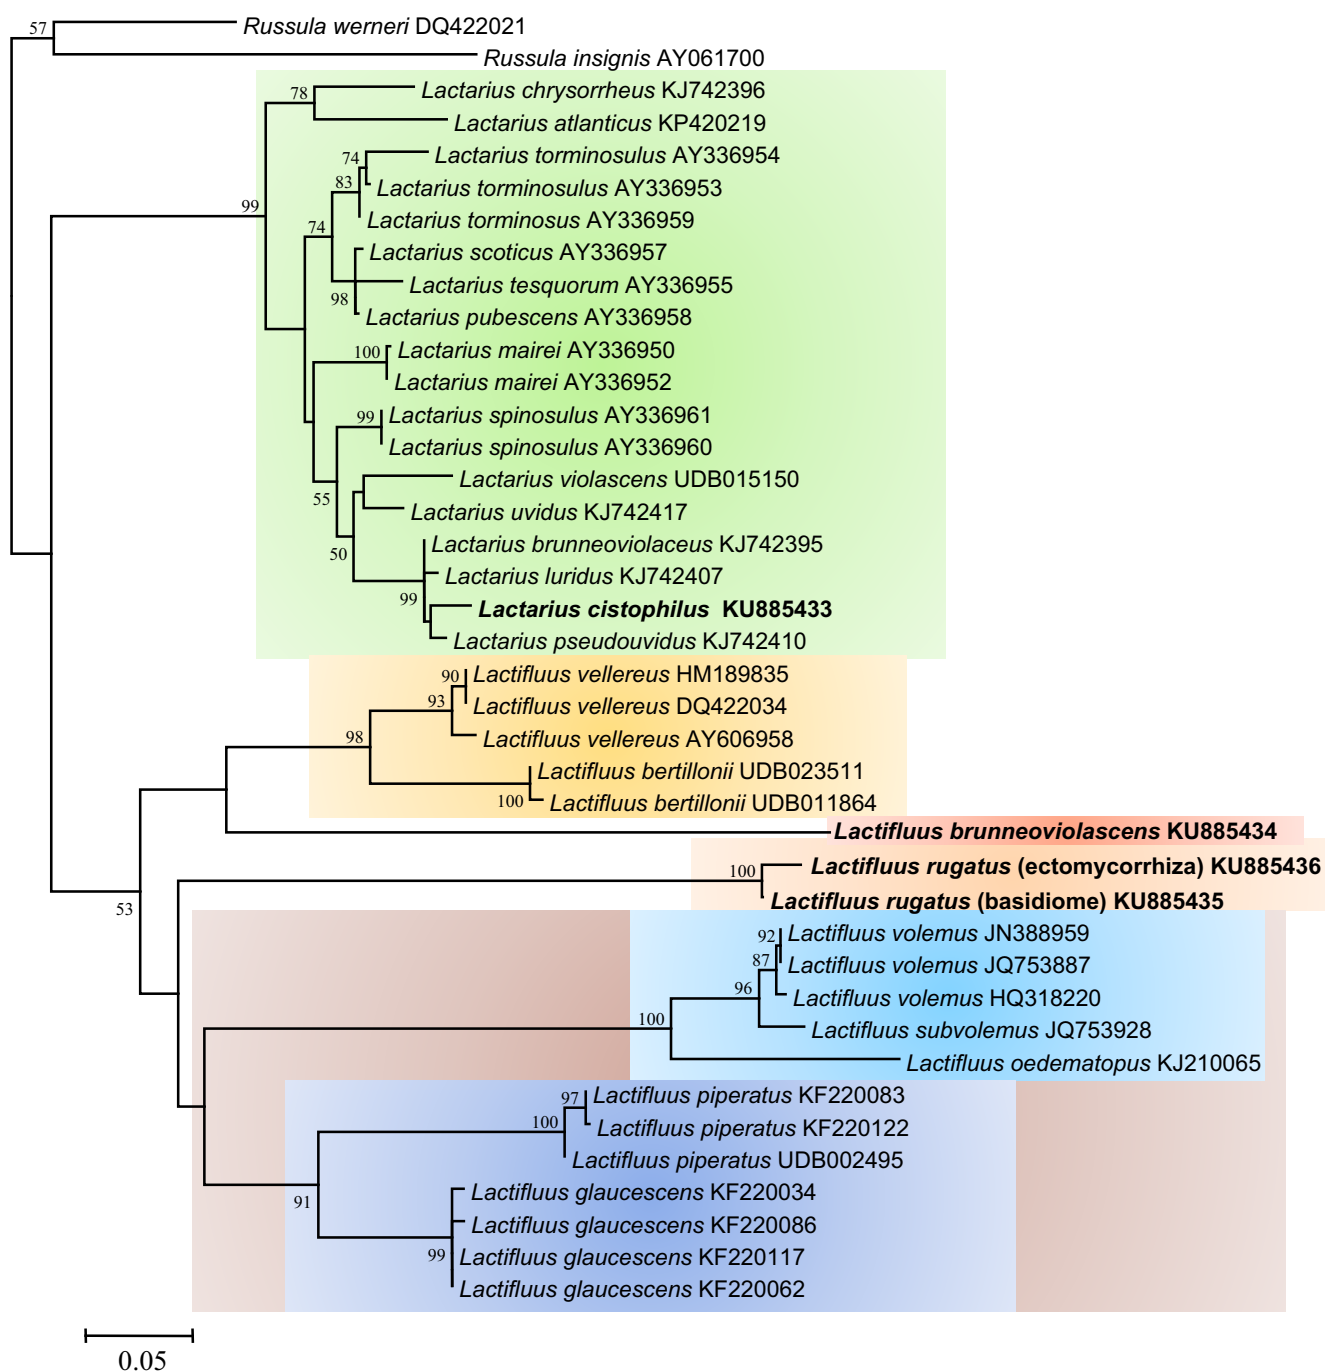 57
Russula werneri DQ422021
Russula insignis AY061700
78
Lactarius chrysorrheus KJ742396
Lactarius atlanticus KP420219
74
Lactarius torminosulus AY336954
83
Lactarius torminosulus AY336953
99
Lactarius torminosus AY336959
74
Lactarius scoticus AY336957
Lactarius tesquorum AY336955
98
Lactarius pubescens AY336958
100
Lactarius mairei AY336950
Lactarius mairei AY336952
99
Lactarius spinosulus AY336961
Lactarius spinosulus AY336960
Lactarius violascens UDB015150
55
Lactarius uvidus KJ742417
50
Lactarius brunneoviolaceus KJ742395
Lactarius luridus KJ742407
99
Lactarius cistophilus KU885433
Lactarius pseudouvidus KJ742410
90
Lactifluus vellereus HM189835
93
Lactifluus vellereus DQ422034
98
Lactifluus vellereus AY606958
Lactifluus bertillonii UDB023511
100
Lactifluus bertillonii UDB011864
Lactifluus brunneoviolascens KU885434
100
Lactifluus rugatus (ectomycorrhiza) KU885436
53
Lactifluus rugatus (basidiome) KU885435
92
Lactifluus volemus JN388959
87
Lactifluus volemus JQ753887
96
Lactifluus volemus HQ318220
100
Lactifluus subvolemus JQ753928
Lactifluus oedematopus KJ210065
97
Lactifluus piperatus KF220083
100
Lactifluus piperatus KF220122
Lactifluus piperatus UDB002495
91
Lactifluus glaucescens KF220034
Lactifluus glaucescens KF220086
99
Lactifluus glaucescens KF220117
Lactifluus glaucescens KF220062
0.05